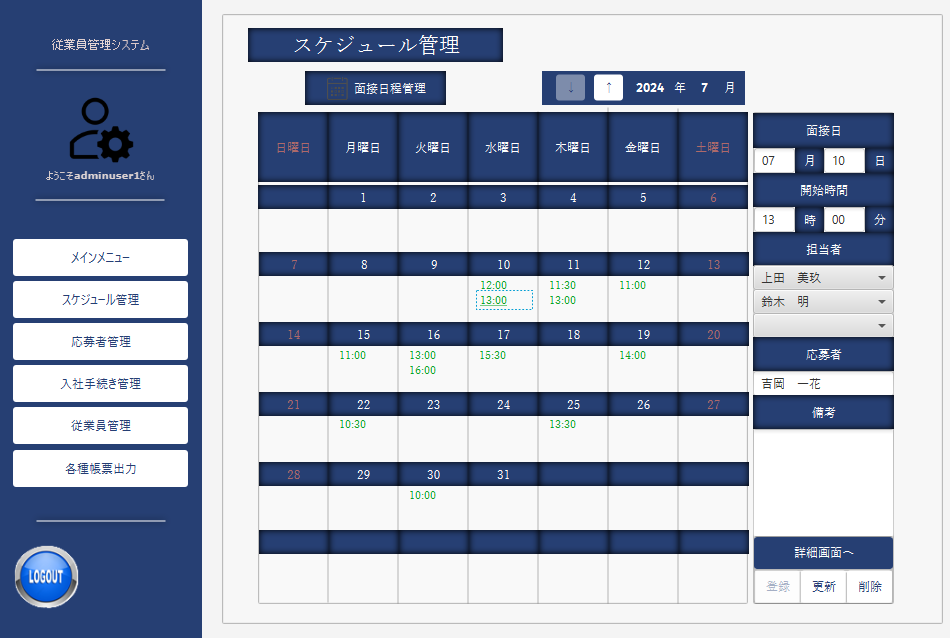 従業員管理システム
ようこそadminuser1さん
メインメニュー
スケジュール管理
応募者管理
入社手続き管理
従業員管理
各種帳票出力
LOGOUT
スケジュール管理
面接日程管理
↓ ↑ 2024 年 7 月
日曜日 月曜日 火曜日 水曜日 木曜日 金曜日 土曜日
1 2 3 4 5 6
7 8 9 10 11 12 13
12:00 11:30 11:00
13:00 13:00
14 15 16 17 18 19 20
11:00 13:00 15:30 14:00
16:00
21 22 23 24 25 26 27
10:30 13:30
28 29 30 31
10:00
面接日
07 月 10 日
開始時間
13 時 00 分
担当者
上田 美玖
鈴木 明
応募者
吉岡 一花
備考
詳細画面へ
登録 更新 削除